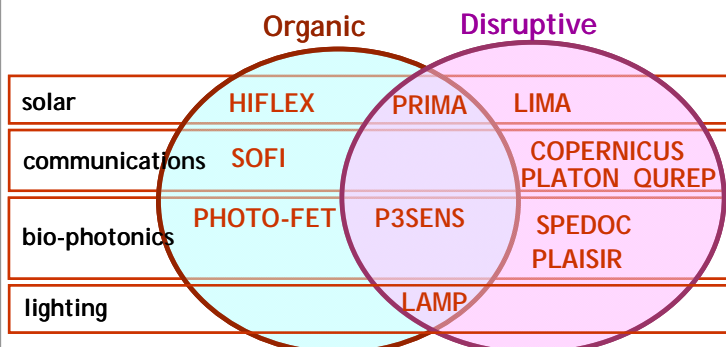 Organic Disruptive
solar HIFLEX PRIMA LIMA
communications SOFI COPERNICUS
PLATON QUREP
bio-photonics PHOTO-FET P3SENS SPEDOC
PLAISIR
lighting LAMP